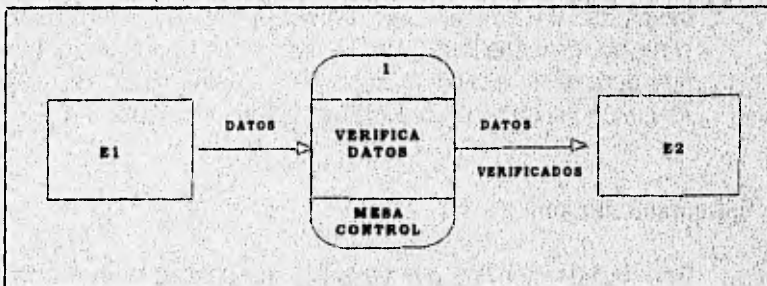 1
E1
DATOS
VERIFICA
DATOS
DATOS
VERIFICADOS
E2
MESA
CONTROL